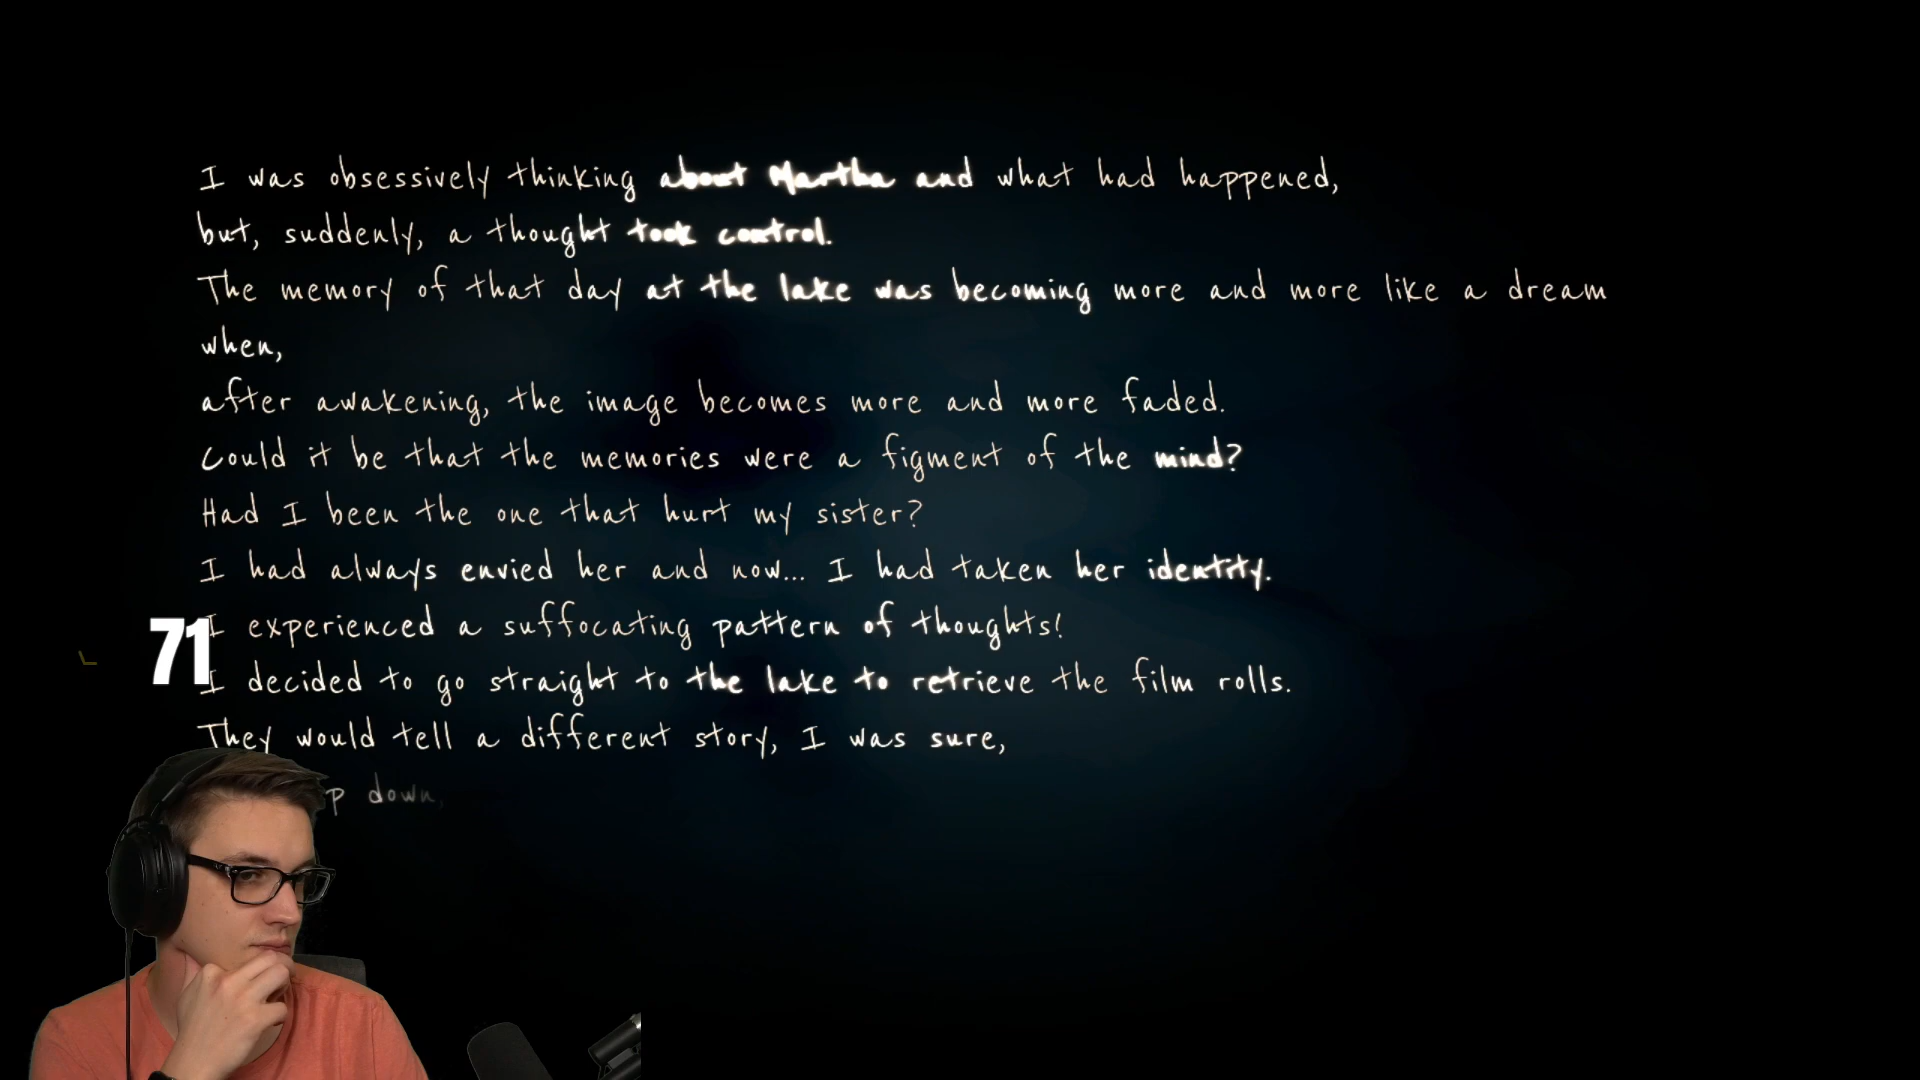 I was obsessively thinking about Martha and what had happened,
but, suddenly, a thought took control.
The memory of that day at the lake was becoming more and more like a dream
when,
after awakening, the image becomes more and more faded.
Could it be that the memories were a figment of the mind?
Had I been the one that hurt my sister?
I had always envied her and now... I had taken her identity.
I experienced a suffocating pattern of thoughts!
71
I decided to go straight to the lake to retrieve the film rolls.
They would tell a different story, I was sure,
down,